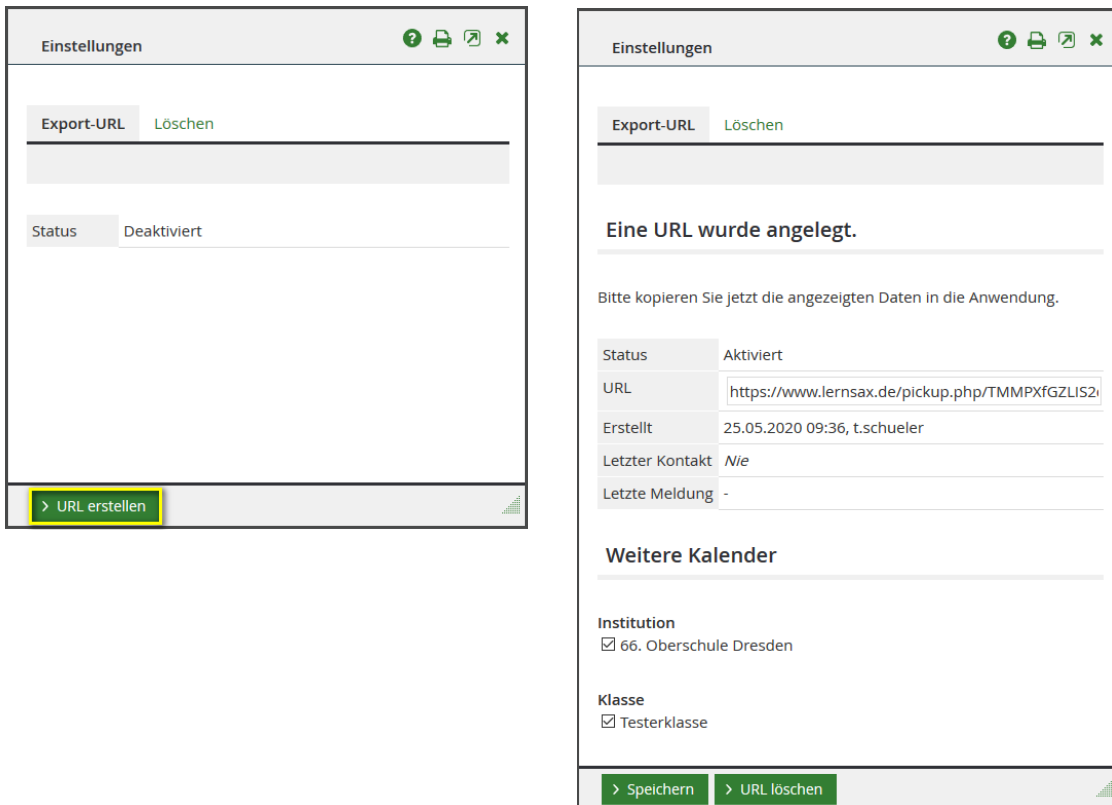 Einstellungen
Export-URL Löschen
Status Deaktiviert
> URL erstellen
Einstellungen
Export-URL Löschen
Eine URL wurde angelegt.
Bitte kopieren Sie jetzt die angezeigten Daten in die Anwendung.
Status Aktiviert
URL https://www.lernsax.de/pickup.php/TMMPXfGZLIS2
Erstellt 25.05.2020 09:36, t.schueler
Letzter Kontakt Nie
Letzte Meldung -
Weitere Kalender
Institution
66. Oberschule Dresden
Klasse
Testerklasse
> Speichern > URL löschen